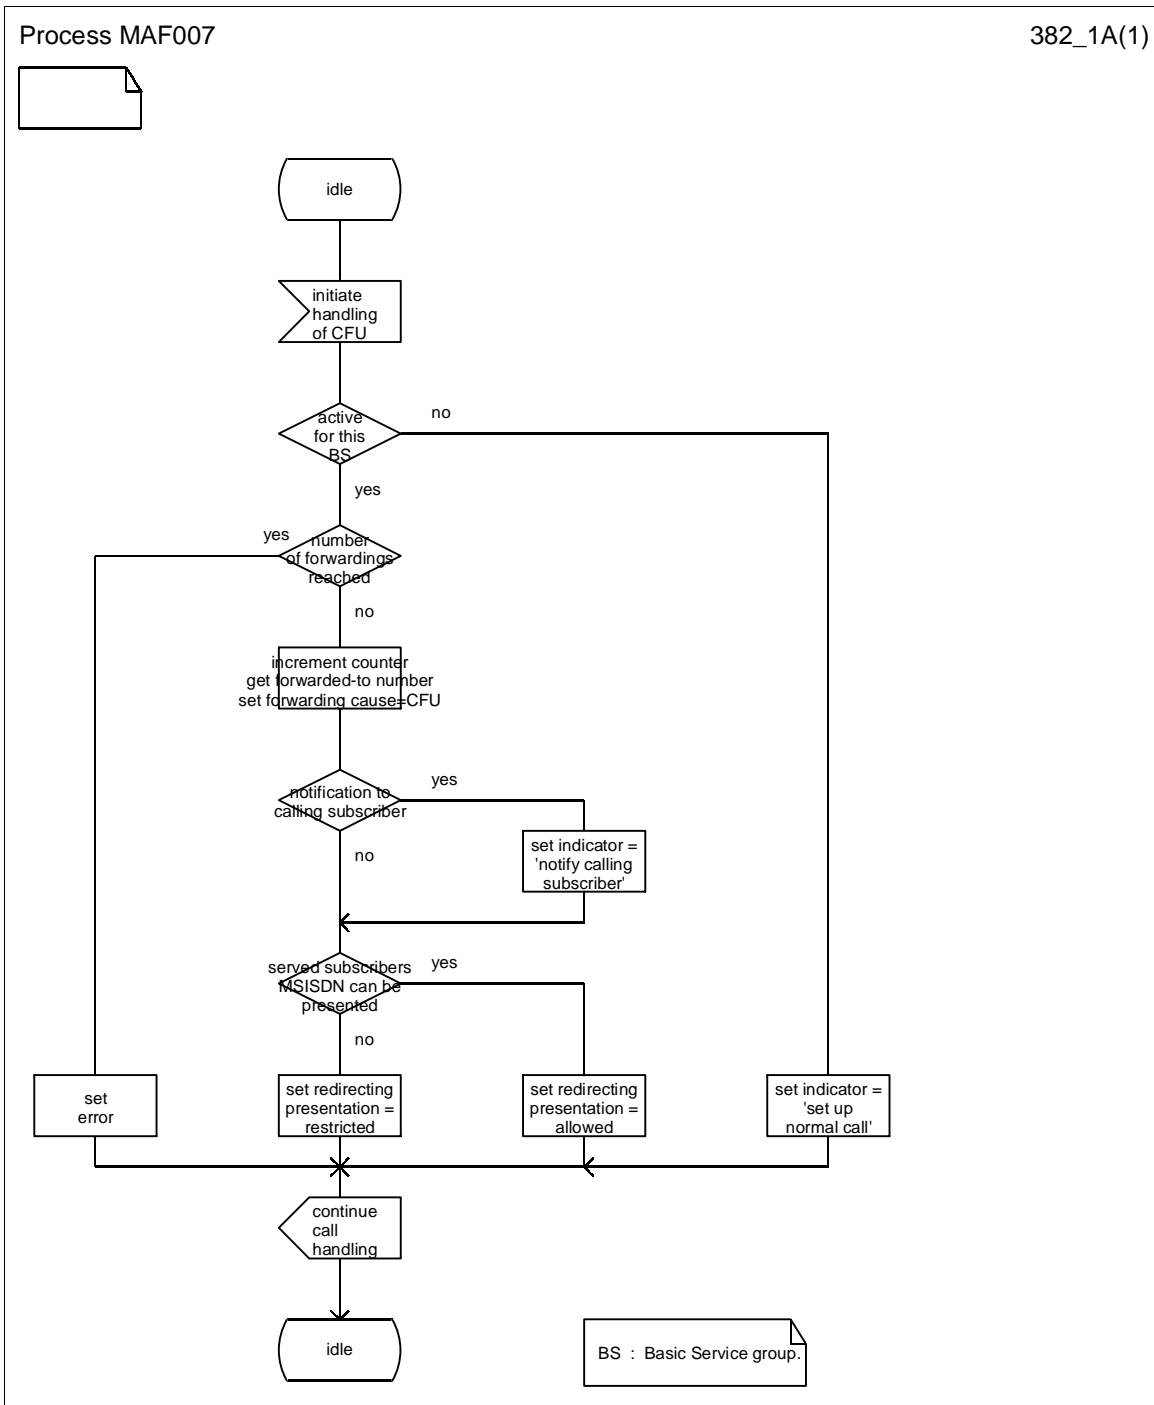 Process MAF007
382_1A(1)
idle
initiate
handling
of CFU
active
for this
BS
no
yes
number
of forwardings
reached
yes
no
increment counter
get forwarded-to number
set forwarding cause=CFU
notification to
calling subscriber
yes
no
set indicator =
'notify calling
subscriber'
served subscribers
MSISDN can be
presented
yes
no
set
error
set redirecting
presentation =
restricted
set redirecting
presentation =
allowed
set indicator =
'set up
normal call'
continue
call
handling
idle
BS : Basic Service group.